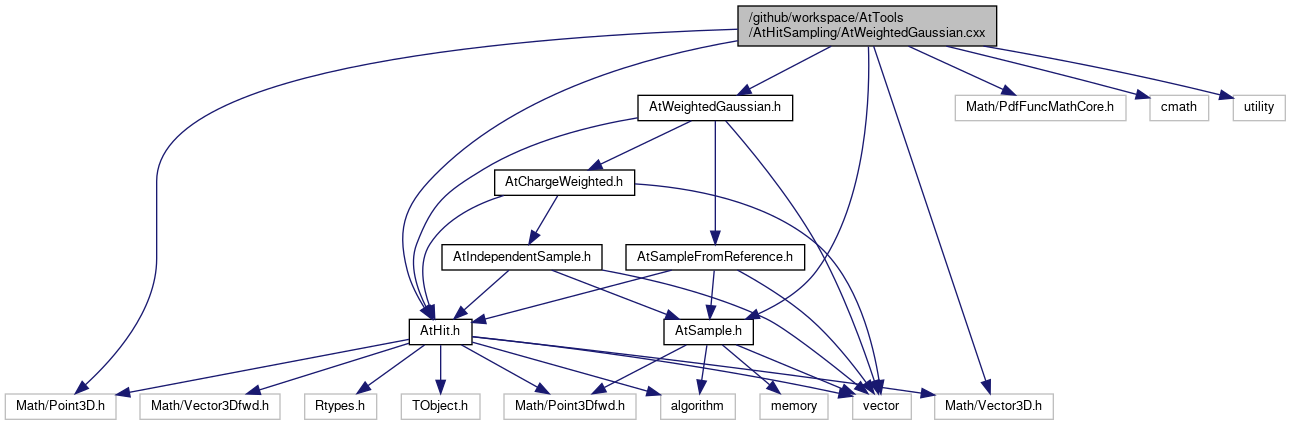 /github/workspace/AtTools
/AtHitSampling/AtWeightedGaussian.cxx
AtWeightedGaussian.h
Math/PdfFuncMathCore.h
cmath
utility
AtChargeWeighted.h
AtIndependentSample.h
AtSampleFromReference.h
AtHit.h
AtSample.h
Math/Point3D.h
Math/Vector3Dfwd.h
Rtypes.h
TObject.h
Math/Point3Dfwd.h
algorithm
memory
vector
Math/Vector3D.h